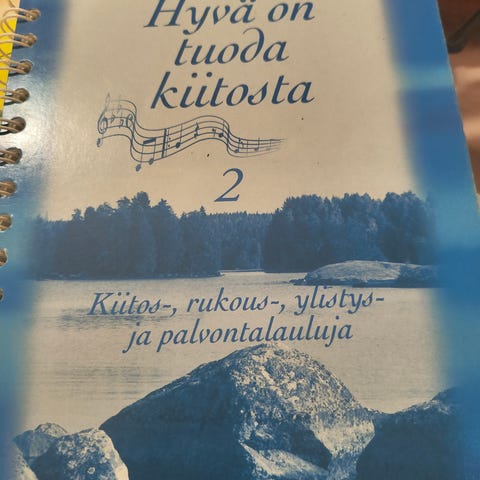 Hyvä on
tuoda
kiitosta
2
Kiitos-, rukous-, ylistys-
ja palvontalauluja